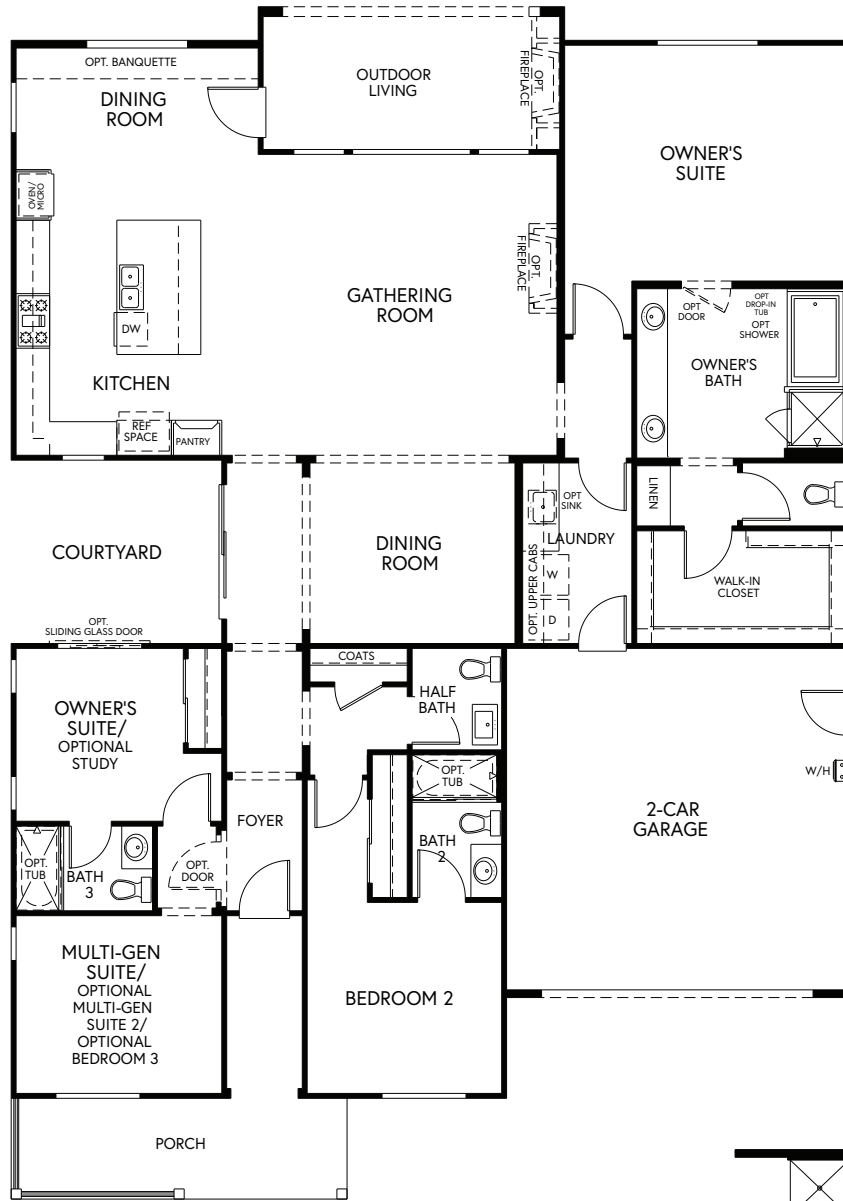 OPT. BANQUETTE
DINING
ROOM
OUTDOOR
LIVING
OPT.
FIREPLACE
OWNER'S
SUITE
OVEN/
MICRO
OPT.
FIREPLACE
GATHERING
ROOM
DW
KITCHEN
REF
SPACE
PANTRY
OPT
DOOR
OPT
DROP-IN
TUB
OPT
SHOWER
OWNER'S
BATH
LINEN
COURTYARD
DINING
ROOM
OPT
SINK
LAUNDRY
OPT. UPPER CABS
W
D
WALK-IN
CLOSET
OPT.
SLIDING GLASS DOOR
COATS
HALF
BATH
OWNER'S
SUITE/
OPTIONAL
STUDY
OPT.
TUB
W/H
FOYER
2-CAR
GARAGE
BATH
2
OPT.
TUB
BATH
3
OPT.
DOOR
MULTI-GEN
SUITE/
OPTIONAL
MULTI-GEN
SUITE 2/
OPTIONAL
BEDROOM 3
BEDROOM 2
PORCH